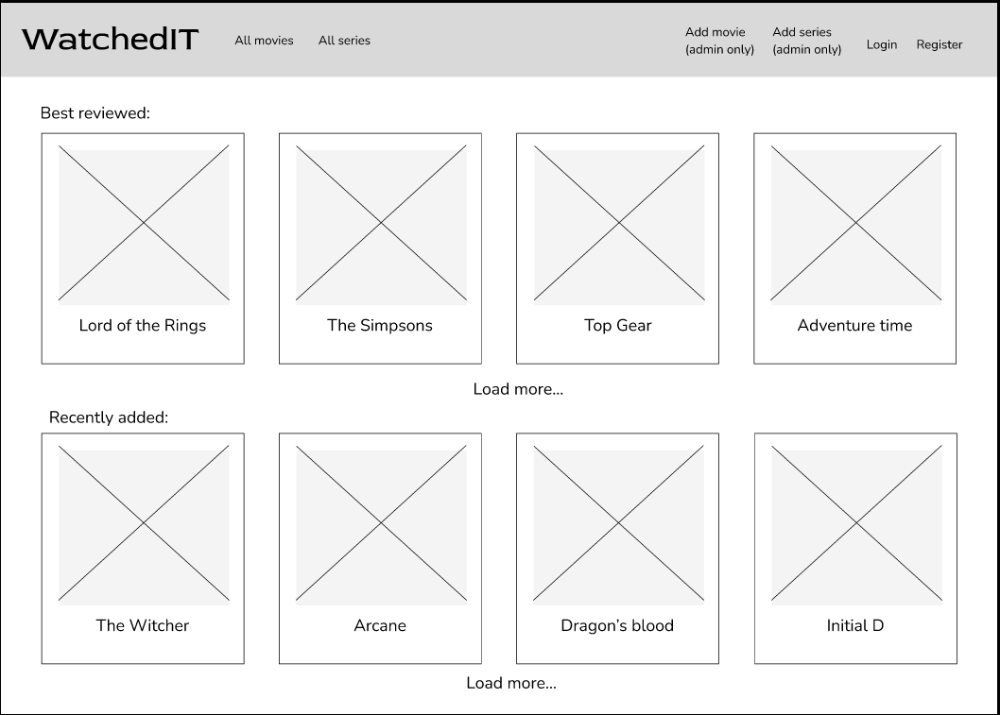 WatchedIT
All movies
All series
Add movie
(admin only)
Add series
(admin only)
Login
Register
Best reviewed:
Lord of the Rings
The Simpsons
Top Gear
Adventure time
Load more...
Recently added:
The Witcher
Arcane
Dragon's blood
Initial D
Load more...